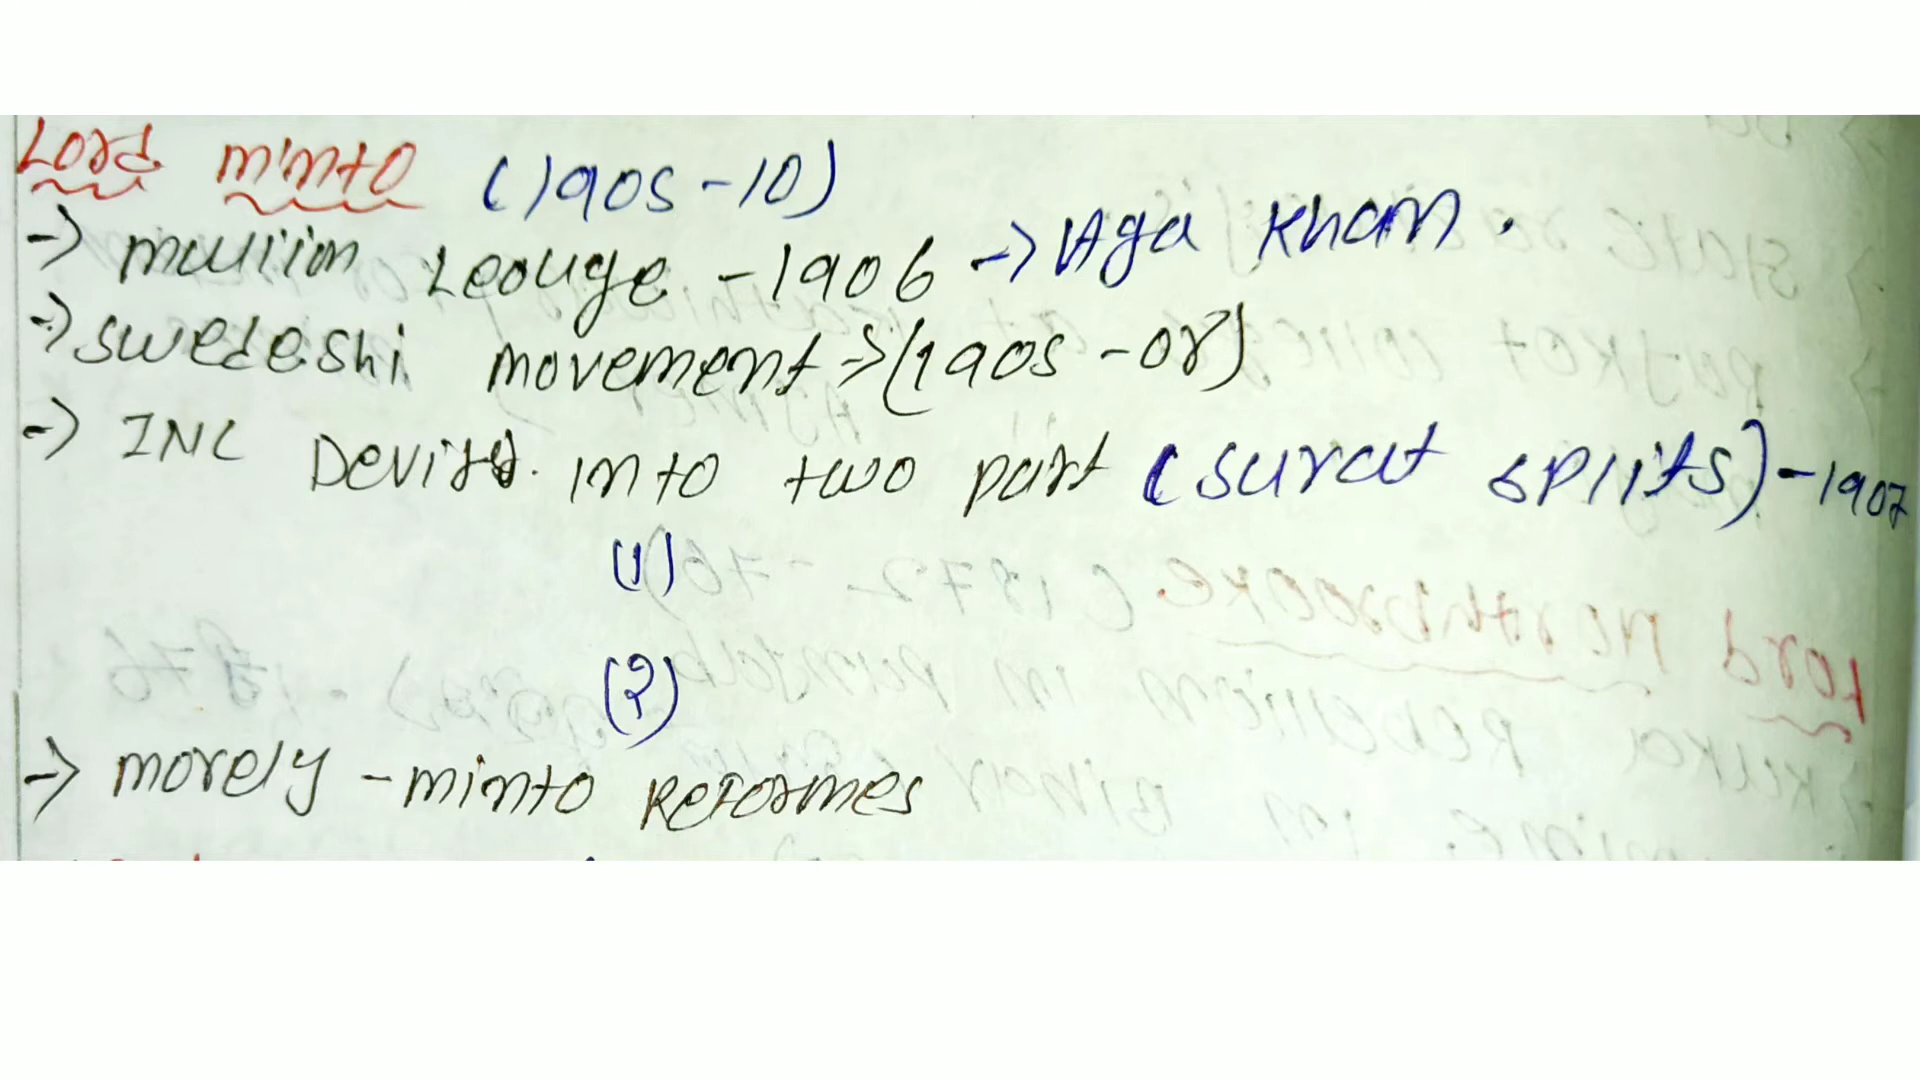 Lord minto (1905-10)
-> muslim Leouge - 1906 -> Aga Khan.
-> swedeshi movement -> (1905-08)
-> INC Devided into two part (surat splits) - 1907
(1)
(2)
-> morely - minto Reformes